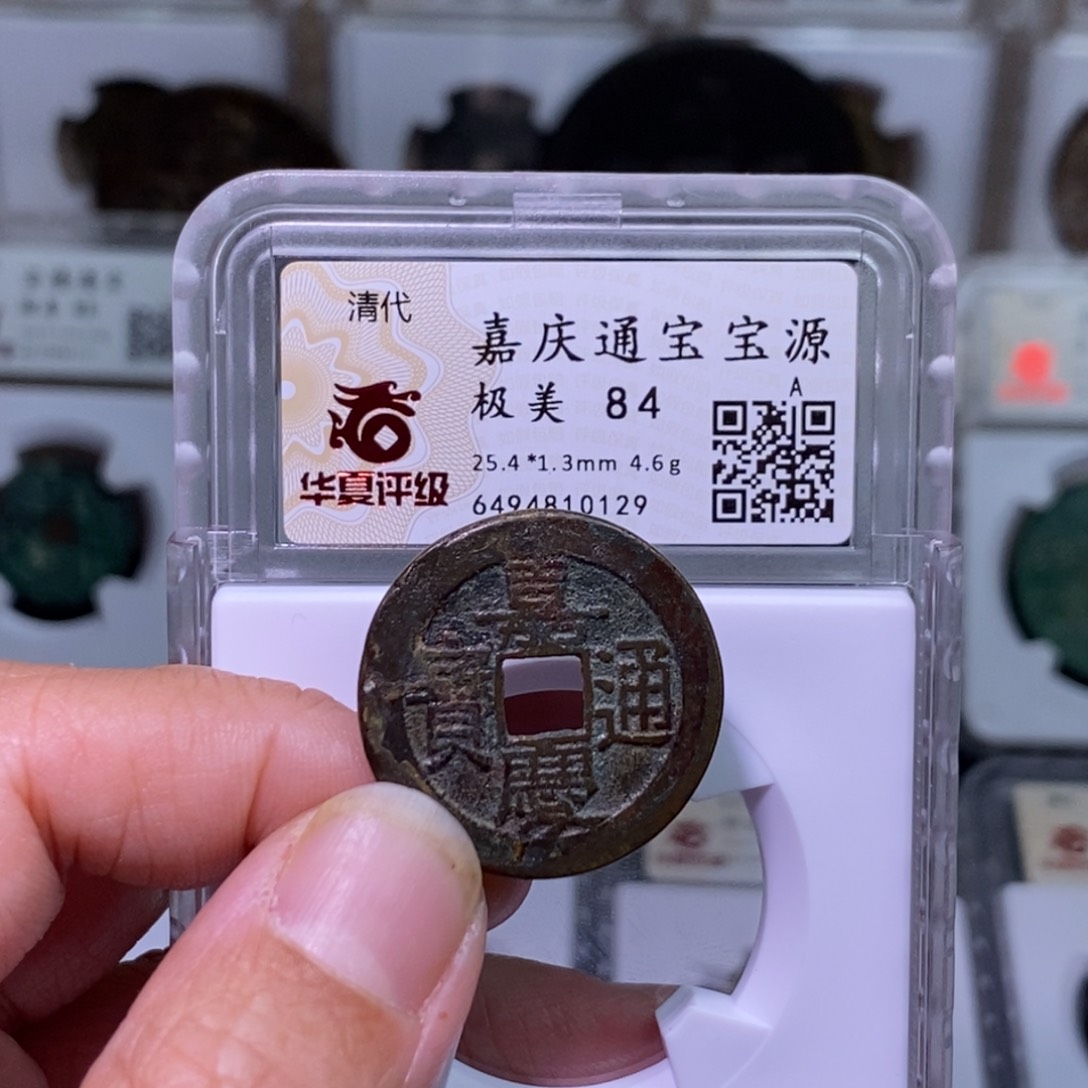 清代
嘉庆通宝宝源
极美 84
A
25.4*1.3mm 4.6g
6494810129
华夏评级
嘉慶通寶